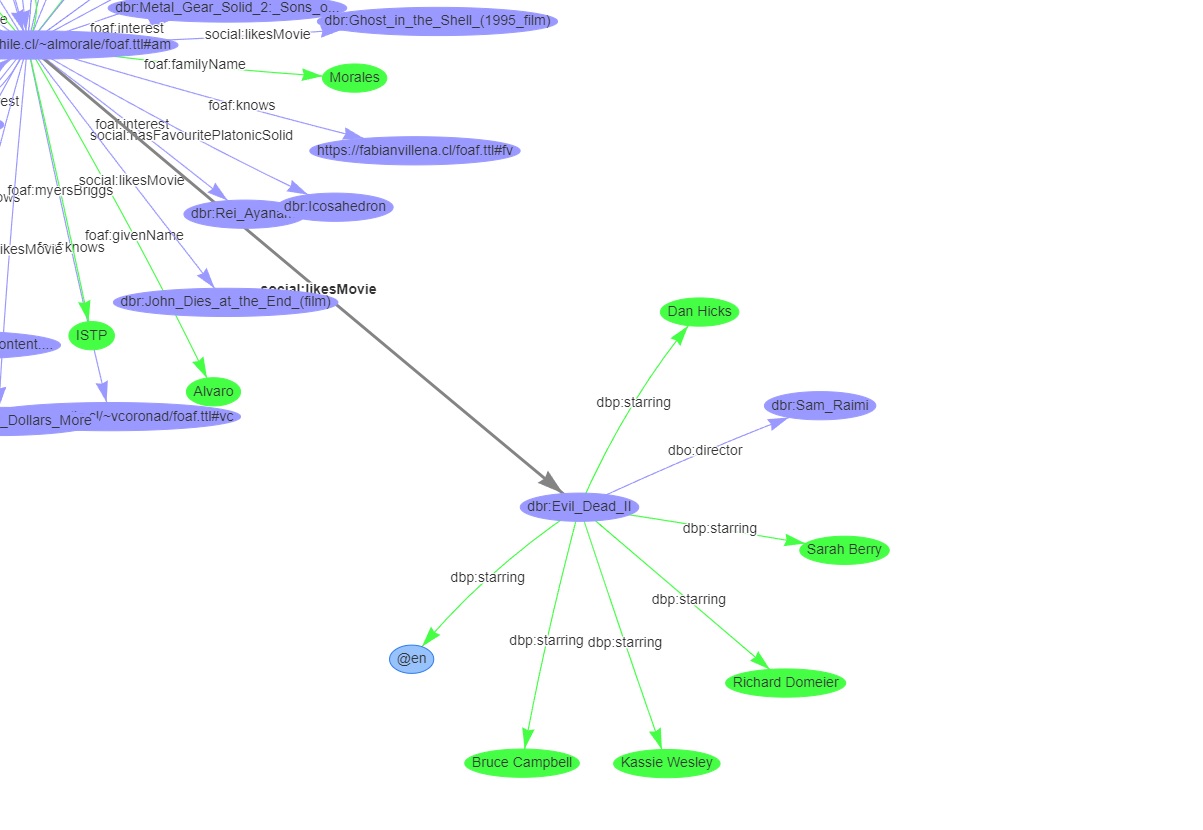 dbr:Metal_Gear_Solid_2:_Sons_o...
dbr:Ghost_in_the_Shell_(1995_film)
foaf:interest
social:likesMovie
hile.cl/~almorale/foaf.ttl#am
foaf:familyName
Morales
foaf:knows
est
foaf:interest
social:hasFavouritePlatonicSolid
https://fabianvillena.cl/foaf.ttl#fv
social:likesMovie
foaf:myersBriggs
ows
dbr:Rei_Ayana
dbr:Icosahedron
foaf:givenName
ikesMovie
foaf:knows
social:likesMovie
dbr:John_Dies_at_the_End_(film)
Dan Hicks
ISTP
ontent....
Alvaro
dbp:starring
dbr:Sam_Raimi
_Dollars_More
cl/~vcoronad/foaf.ttl#vc
dbo:director
dbr:Evil_Dead_II
dbp:starring
Sarah Berry
dbp:starring
dbp:starring
dbp:starring
dbp:starring
@en
Richard Domeier
Bruce Campbell
Kassie Wesley